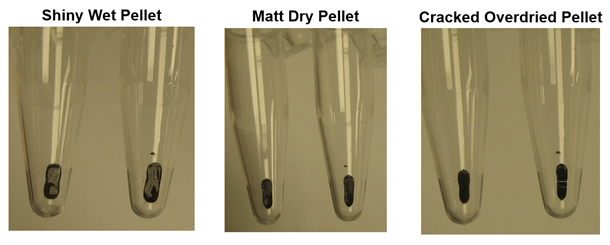 Shiny Wet Pellet
Matt Dry Pellet
Cracked Overdried Pellet